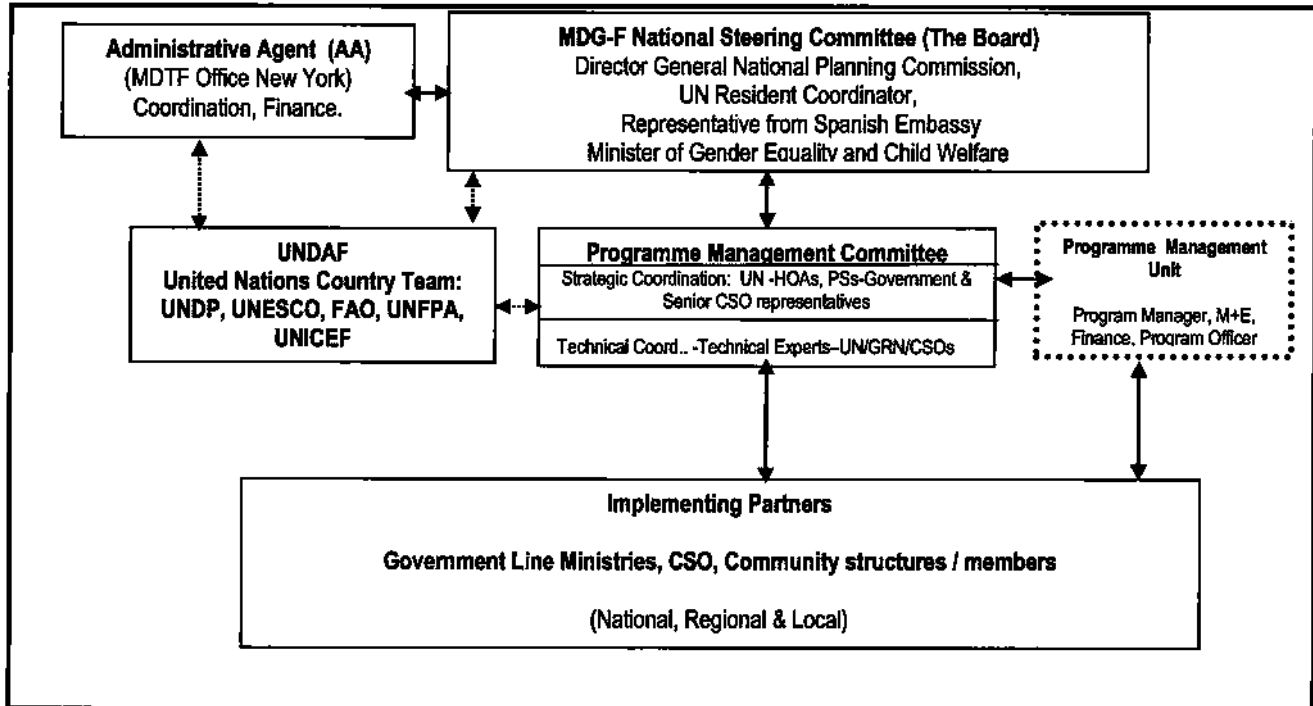 Administrative Agent (AA)
(MDTF Office New York)
Coordination, Finance.
MDG-F National Steering Committee (The Board)
Director General National Planning Commission,
UN Resident Coordinator,
Representative from Spanish Embassy
Minister of Gender Equality and Child Welfare
UNDAF
United Nations Country Team:
UNDP, UNESCO, FAO, UNFPA,
UNICEF
Programme Management Committee
Strategic Coordination: UN -HOAs, PSs-Government &
Senior CSO representatives
Technical Coord.. -Technical Experts–UN/GRN/CSOs
Programme Management
Unit
Program Manager, M+E,
Finance, Program Officer
Implementing Partners
Government Line Ministries, CSO, Community structures / members
(National, Regional & Local)